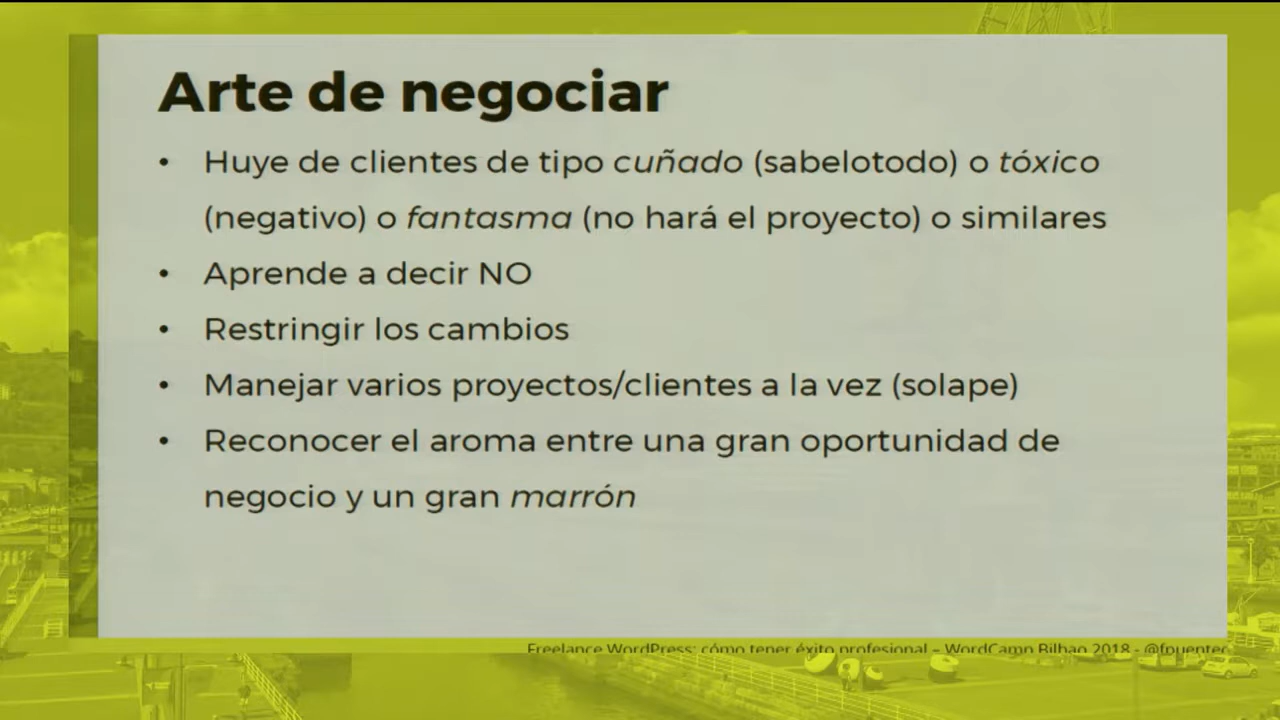 Arte de negociar
• Huye de clientes de tipo cuñado (sabelotodo) o tóxico
(negativo) o fantasma (no hará el proyecto) o similares
• Aprende a decir NO
• Restringir los cambios
• Manejar varios proyectos/clientes a la vez (solape)
• Reconocer el aroma entre una gran oportunidad de
negocio y un gran marrón
Freelance WordPress: cómo tener éxito profesional – WordCamp Bilbao 2018 - @fpuentec